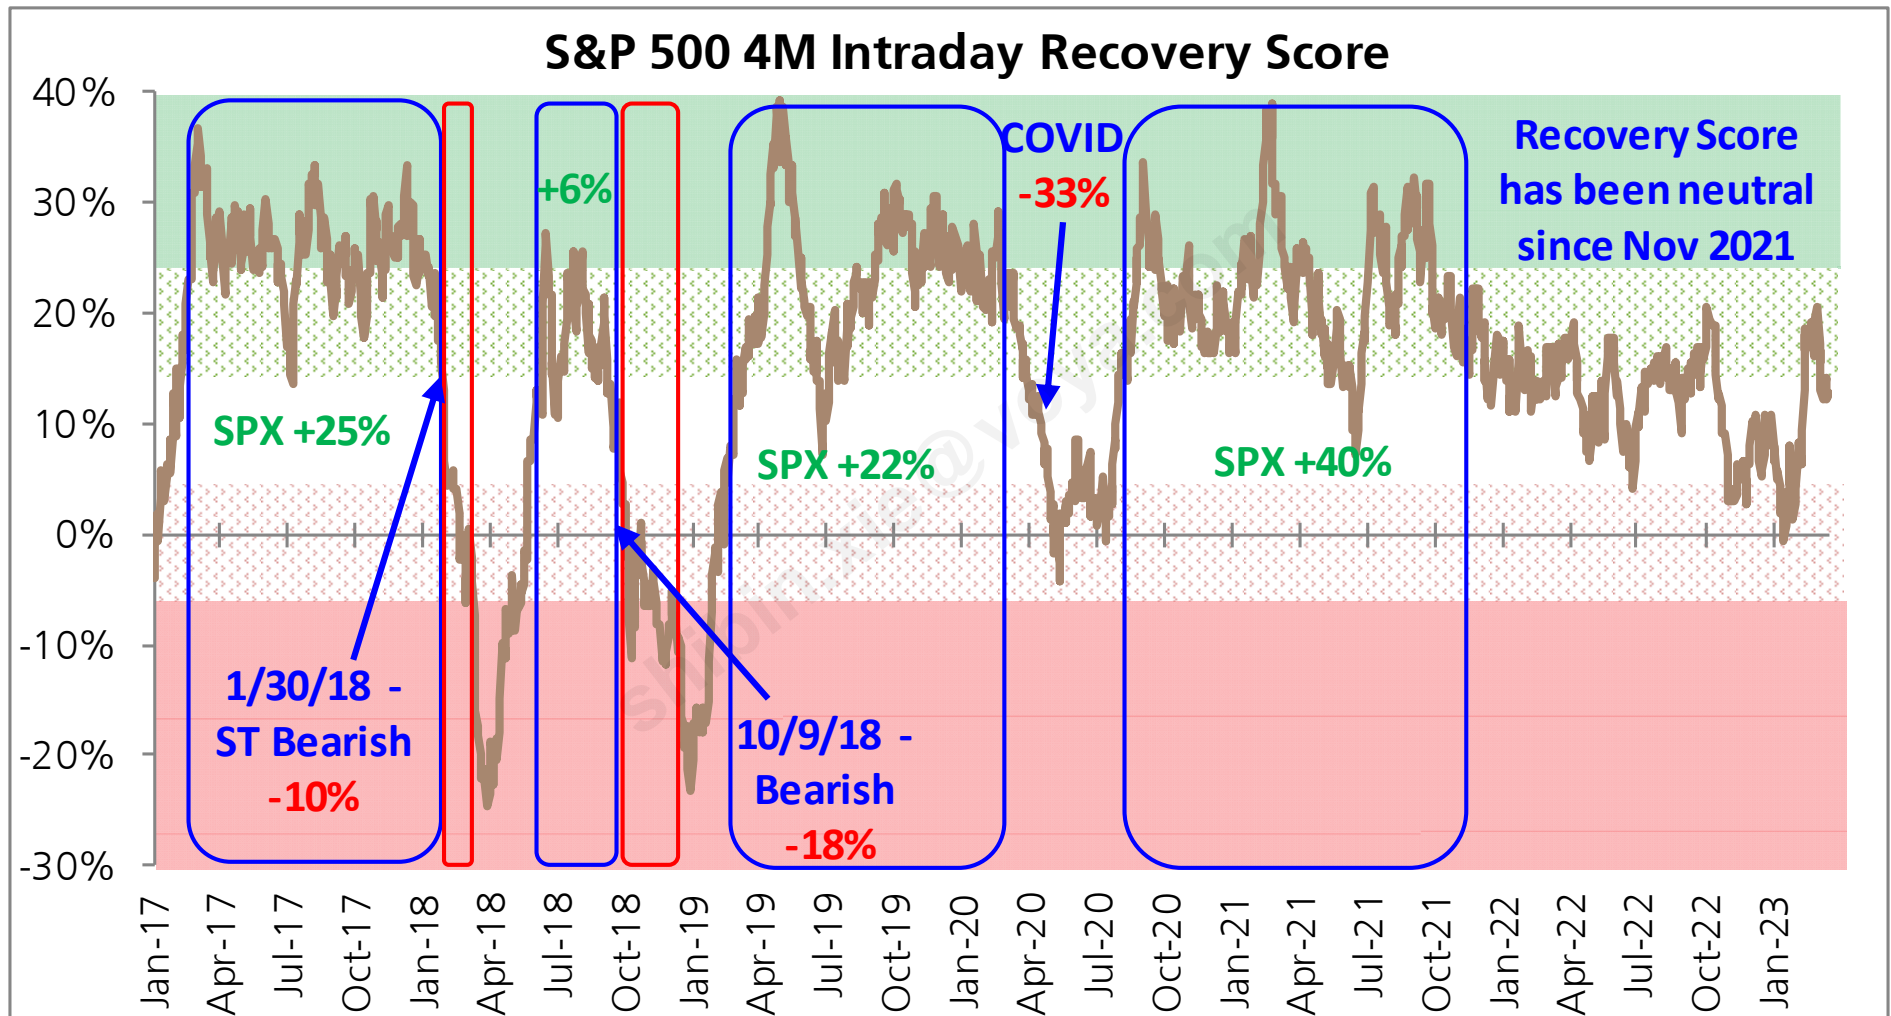 S&P 500 4M Intraday Recovery Score
40%
30%
20%
10%
0%
-10%
-20%
-30%
+6%
COVID
-33%
Recovery Score
has been neutral
since Nov 2021
SPX +25%
SPX +22%
SPX +40%
1/30/18 -
ST Bearish
-10%
10/9/18 -
Bearish
-18%
Jan-17
Apr-17
Jul-17
Oct-17
Jan-18
Apr-18
Jul-18
Oct-18
Jan-19
Apr-19
Jul-19
Oct-19
Jan-20
Apr-20
Jul-20
Oct-20
Jan-21
Apr-21
Jul-21
Oct-21
Jan-22
Apr-22
Jul-22
Oct-22
Jan-23